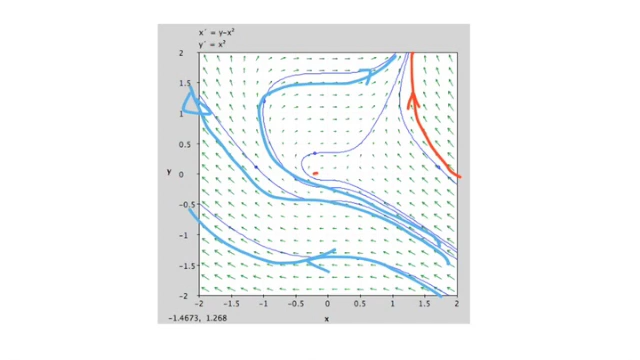 x´ = y−x²
y´ = x³
2
1.5
1
0.5
y
0
−0.5
−1
−1.5
−2
−2 −1.5 −1 −0.5 0 0.5 1 1.5 2
−1.4673, 1.268
x